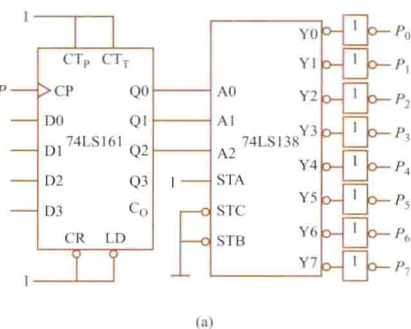 1
CT_P CT_T
P CP Q0 A0 Y0 1 P_0
D0 Q1 A1 Y1 1 P_1
74LS161 74LS138
D1 Q2 A2 Y2 1 P_2
D2 Q3 1 STA Y3 1 P_3
D3 C_O STC Y4 1 P_4
CR LD STB Y5 1 P_5
1 Y6 1 P_6
Y7 1 P_7
(a)